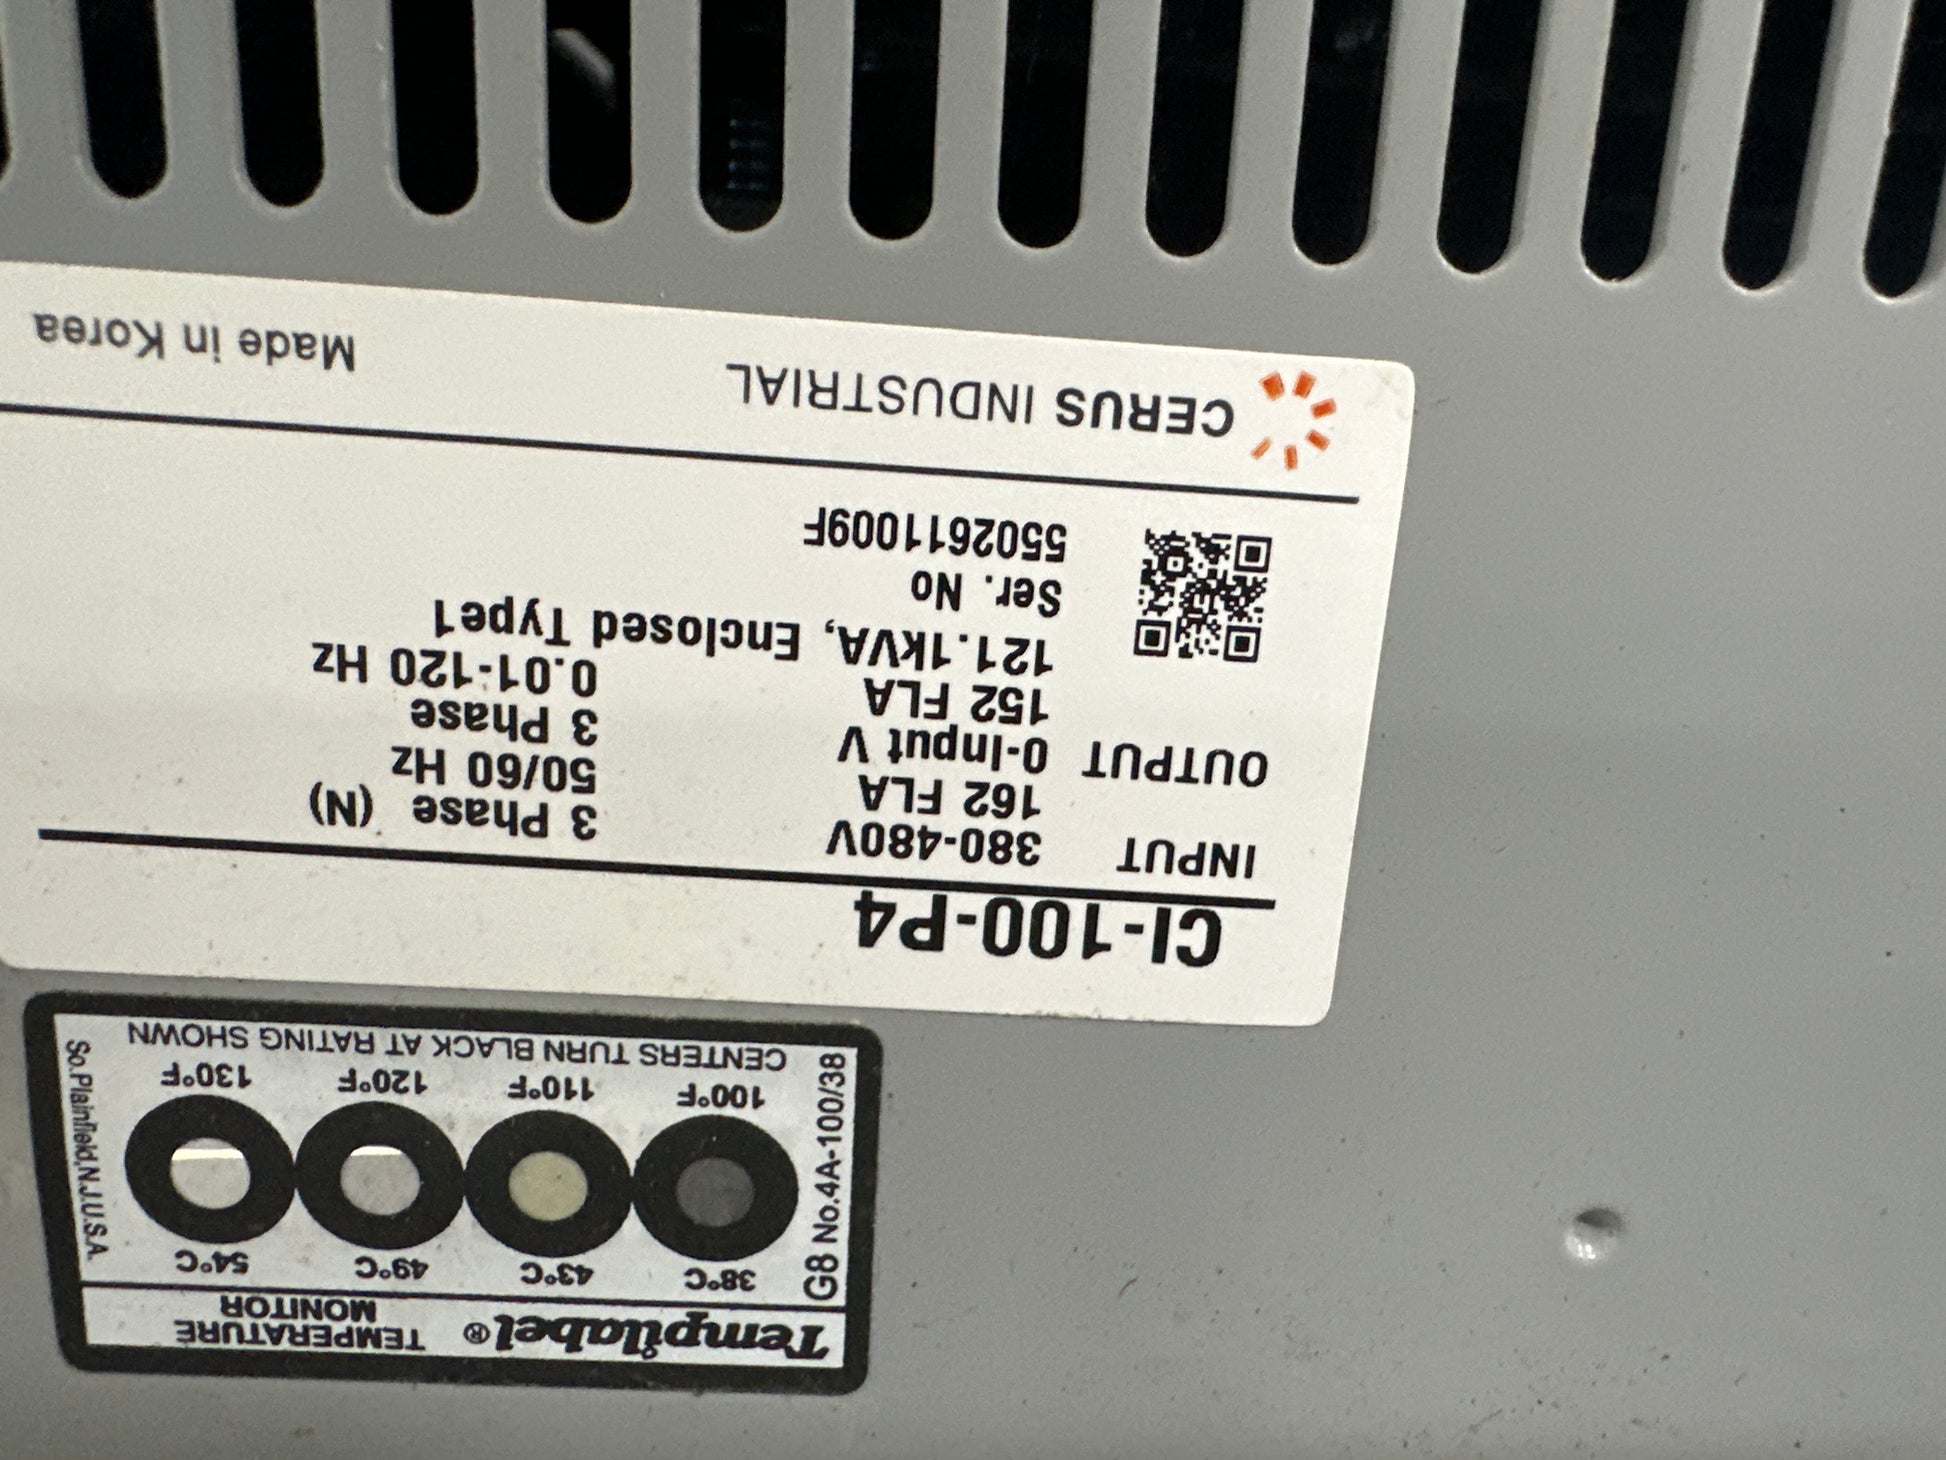 Tempilabel® TEMPERATURE MONITOR
38°C 43°C 49°C 54°C
100°F 110°F 120°F 130°F
CENTERS TURN BLACK AT RATING SHOWN
G8 No.4A-100/38
So.Plainfield,N.J.U.S.A.
CI-100-P4
INPUT 380-480V 3 Phase (N)
162 FLA 50/60 Hz
OUTPUT 0-Input V 3 Phase
152 FLA 0.01-120 Hz
121.1kVA, Enclosed Type1
Ser. No
5502611009F
CERUS INDUSTRIAL Made in Korea